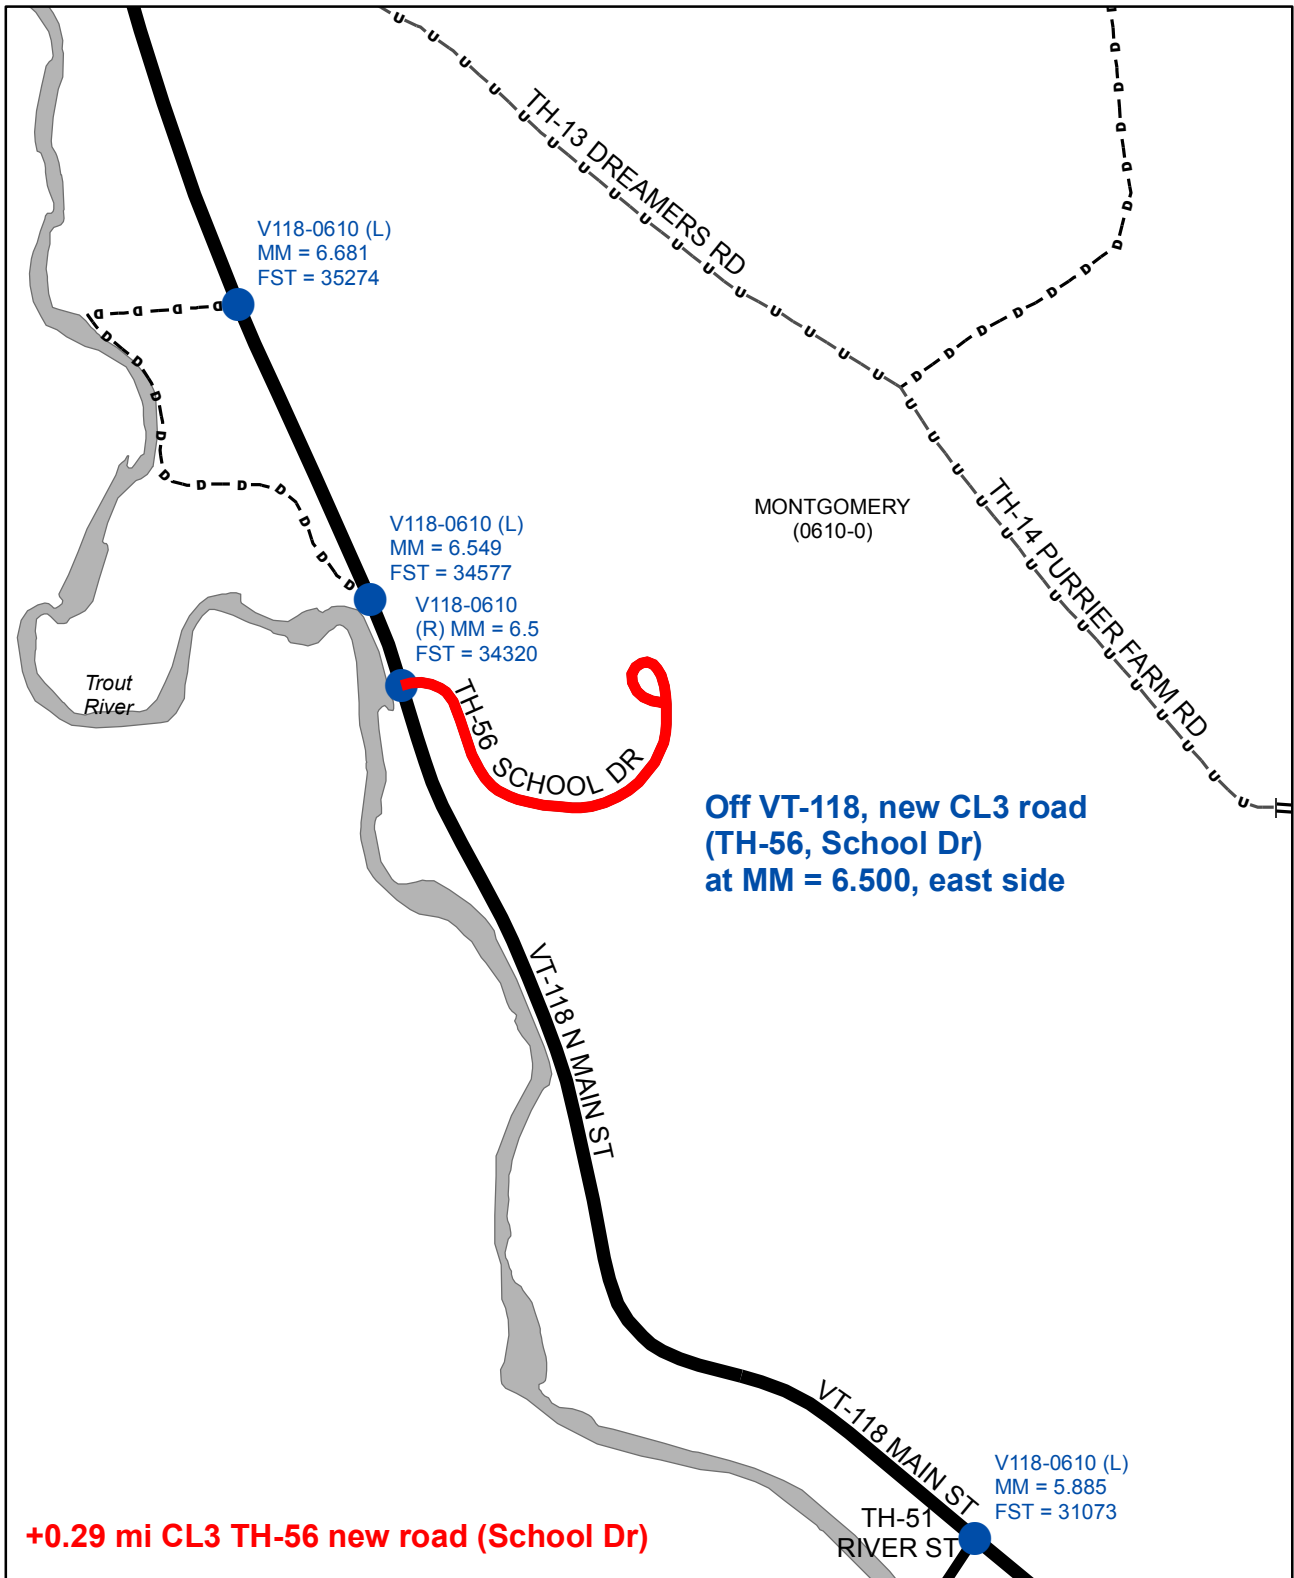 TH-13 DREAMERS RD
V118-0610 (L)
MM = 6.681
FST = 35274
MONTGOMERY
(0610-0)
TH-14 PURRIER FARM RD
V118-0610 (L)
MM = 6.549
FST = 34577
V118-0610
(R) MM = 6.5
FST = 34320
Trout
River
TH-56 SCHOOL DR
Off VT-118, new CL3 road
(TH-56, School Dr)
at MM = 6.500, east side
VT-118 N MAIN ST
VT-118 MAIN ST
V118-0610 (L)
MM = 5.885
FST = 31073
TH-51
RIVER ST
+0.29 mi CL3 TH-56 new road (School Dr)